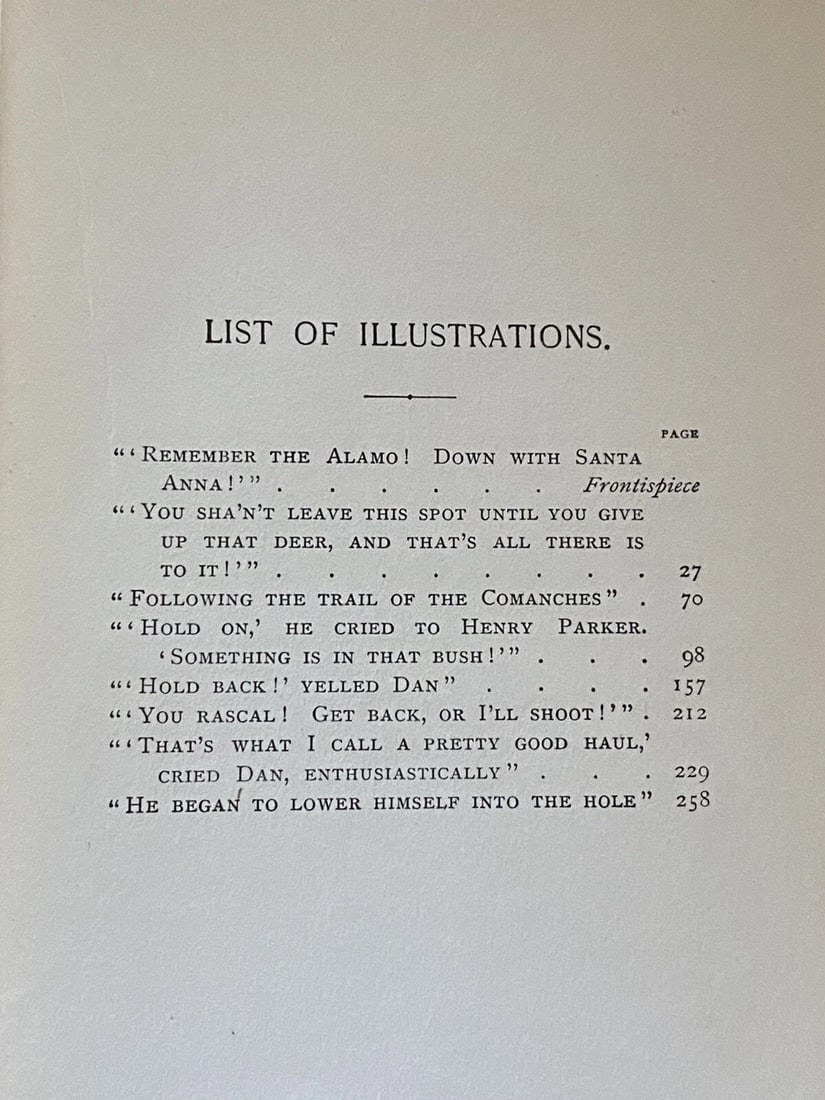 LIST OF ILLUSTRATIONS.
PAGE
“‘REMEMBER THE ALAMO! DOWN WITH SANTA
ANNA!’” . . . . . . Frontispiece
“‘YOU SHA’N’T LEAVE THIS SPOT UNTIL YOU GIVE
UP THAT DEER, AND THAT’S ALL THERE IS
TO IT!’” . . . . . . . . 27
“FOLLOWING THE TRAIL OF THE COMANCHES” . 70
“‘HOLD ON,’ HE CRIED TO HENRY PARKER.
‘SOMETHING IS IN THAT BUSH!’” . . . 98
“‘HOLD BACK!’ YELLED DAN” . . . . 157
“‘YOU RASCAL! GET BACK, OR I’LL SHOOT!’” . 212
“‘THAT’S WHAT I CALL A PRETTY GOOD HAUL,’
CRIED DAN, ENTHUSIASTICALLY” . . . 229
“HE BEGAN TO LOWER HIMSELF INTO THE HOLE” 258